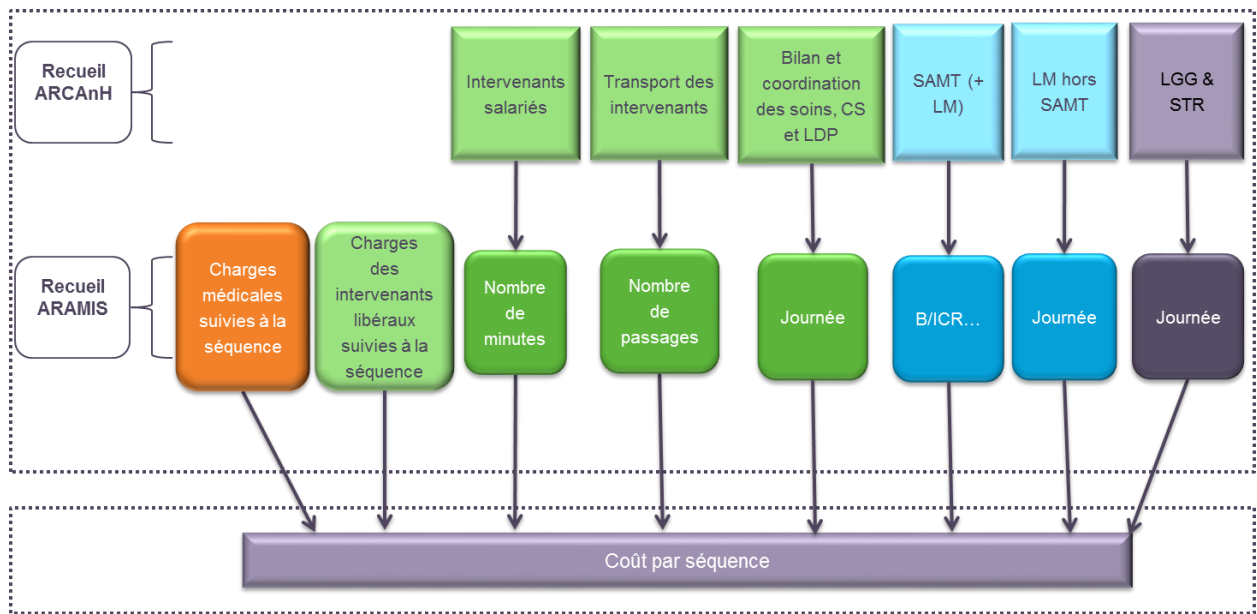 Recueil
ARCAnH
Intervenants
salariés
Transport des
intervenants
Bilan et
coordination
des soins, CS
et LDP
SAMT (+
LM)
LM hors
SAMT
LGG &
STR
Recueil
ARAMIS
Charges
médicales
suivies à la
séquence
Charges
des
intervenants
libéraux
suivies à la
séquence
Nombre
de
minutes
Nombre
de
passages
Journée
B/ICR...
Journée
Journée
Coût par séquence